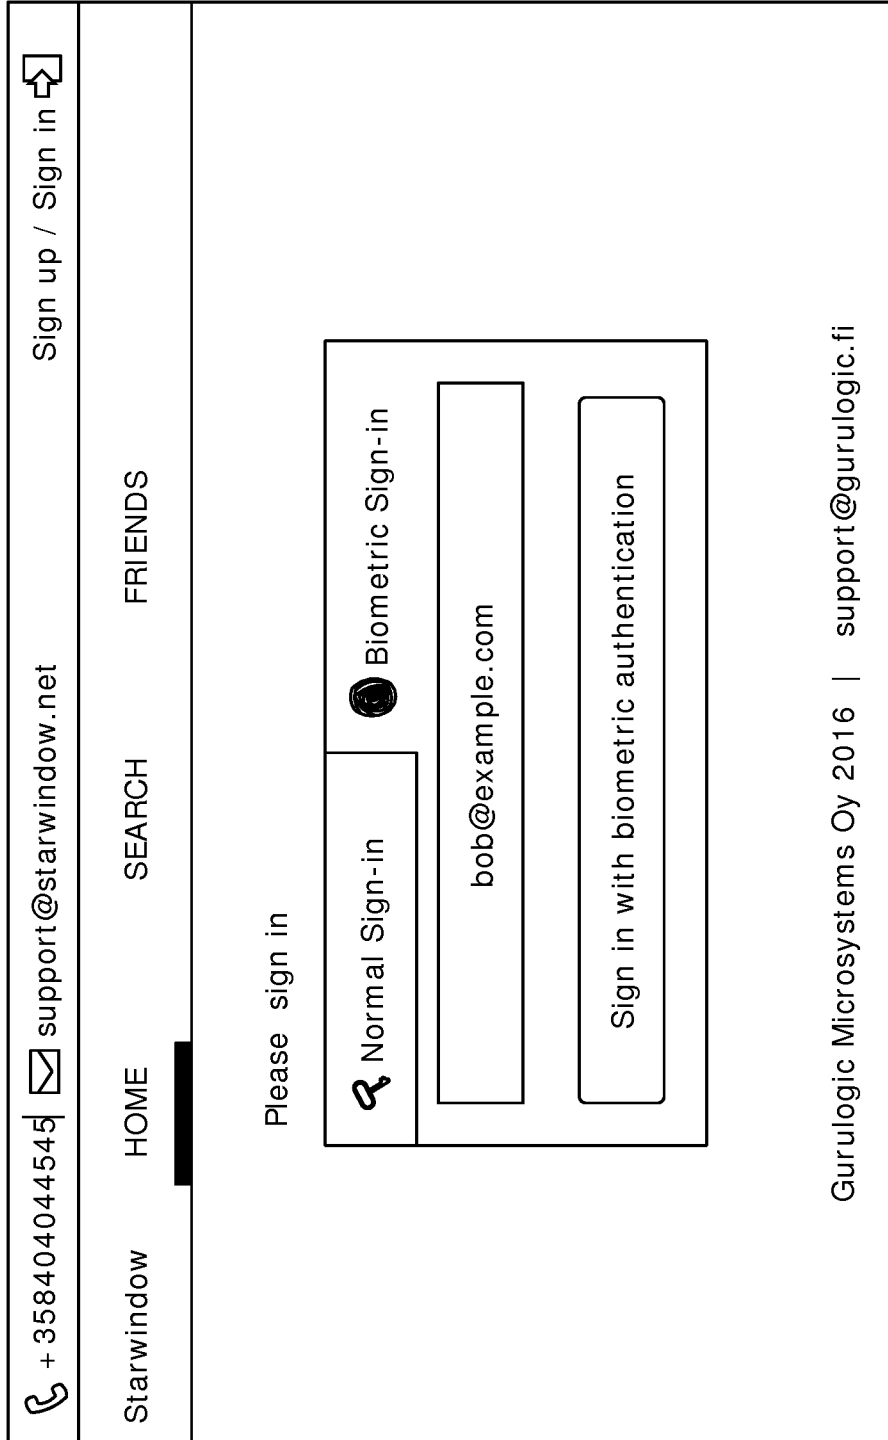 +358404044545| support@starwindow.net Sign up / Sign in
Starwindow HOME SEARCH FRIENDS
Please sign in
Normal Sign-in Biometric Sign-in
bob@example.com
Sign in with biometric authentication
Gurulogic Microsystems Oy 2016 | support@gurulogic.fi